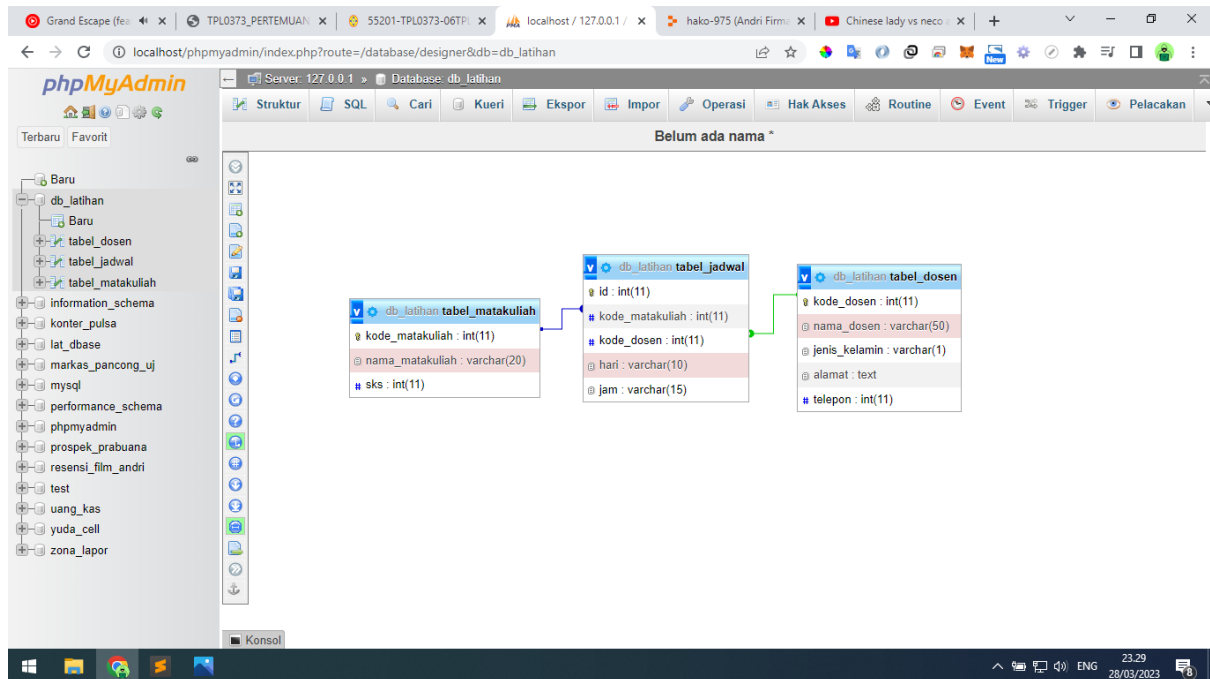 Grand Escape (fea
TPL0373_PERTEMUAN
55201-TPL0373-06TP
localhost / 127.0.0.1 /
hako-975 (Andri Firma
Chinese lady vs neco
localhost/phpmyadmin/index.php?route=/database/designer&db=db_latihan
New
phpMyAdmin
Terbaru Favorit
Baru
db_latihan
Baru
tabel_dosen
tabel_jadwal
tabel_matakuliah
information_schema
konter_pulsa
lat_dbase
markas_pancong_uj
mysql
performance_schema
phpmyadmin
prospek_prabuana
resensi_film_andri
test
uang_kas
yuda_cell
zona_lapor
Server: 127.0.0.1 » Database: db_latihan
Struktur SQL Cari Kueri Ekspor Impor Operasi Hak Akses Routine Event Trigger Pelacakan
Belum ada nama *
db_latihan tabel_matakuliah
kode_matakuliah : int(11)
nama_matakuliah : varchar(20)
# sks : int(11)
db_latihan tabel_jadwal
id : int(11)
# kode_matakuliah : int(11)
# kode_dosen : int(11)
hari : varchar(10)
jam : varchar(15)
db_latihan tabel_dosen
kode_dosen : int(11)
nama_dosen : varchar(50)
jenis_kelamin : varchar(1)
alamat : text
# telepon : int(11)
Konsol
ENG
23.29
28/03/2023
8